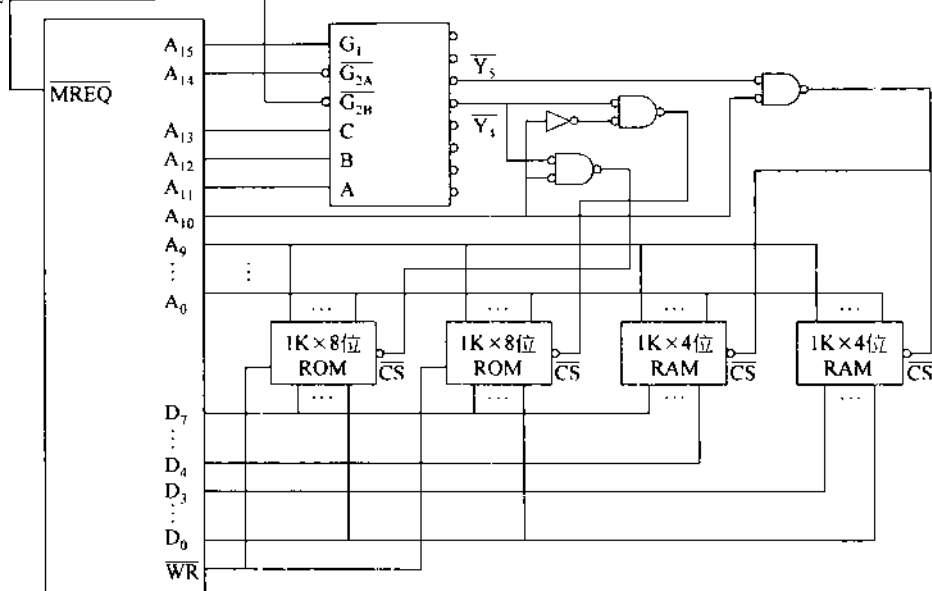 MREQ
A15
A14
A13
A12
A11
A10
A9
⋮
A0
D7
⋮
D4
D3
⋮
D0
WR
G1
G2A
G2B
C
B
A
Y5
Y4
⋮
... ... ... ...
1K×8位
ROM
CS
1K×8位
ROM
CS
1K×4位
RAM
CS
1K×4位
RAM
CS
... ... ... ...